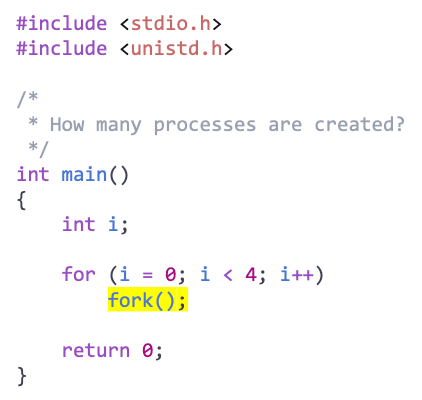 #include <stdio.h>
#include <unistd.h>
/*
 * How many processes are created?
 */
int main()
{
    int i;
    for (i = 0; i < 4; i++)
        fork();
    return 0;
}